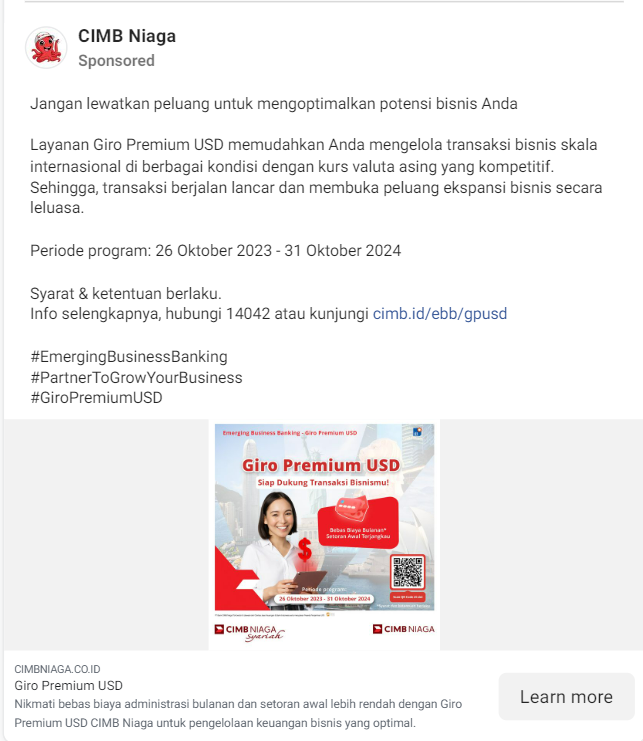 CIMB Niaga
Sponsored
Jangan lewatkan peluang untuk mengoptimalkan potensi bisnis Anda
Layanan Giro Premium USD memudahkan Anda mengelola transaksi bisnis skala
internasional di berbagai kondisi dengan kurs valuta asing yang kompetitif.
Sehingga, transaksi berjalan lancar dan membuka peluang ekspansi bisnis secara
leluasa.
Periode program: 26 Oktober 2023 - 31 Oktober 2024
Syarat & ketentuan berlaku.
Info selengkapnya, hubungi 14042 atau kunjungi cimb.id/ebb/gpusd
#EmergingBusinessBanking
#PartnerToGrowYourBusiness
#GiroPremiumUSD
Emerging Business Banking - Giro Premium USD
Giro Premium USD
Siap Dukung Transaksi Bisnismu!
Bebas Biaya Bulanan*
Setoran Awal Terjangkau
Periode program:
26 Oktober 2023 - 31 Oktober 2024
CIMB NIAGA
syariah
CIMB NIAGA
CIMBNIAGA.CO.ID
Giro Premium USD
Nikmati bebas biaya administrasi bulanan dan setoran awal lebih rendah dengan Giro
Premium USD CIMB Niaga untuk pengelolaan keuangan bisnis yang optimal.
Learn more